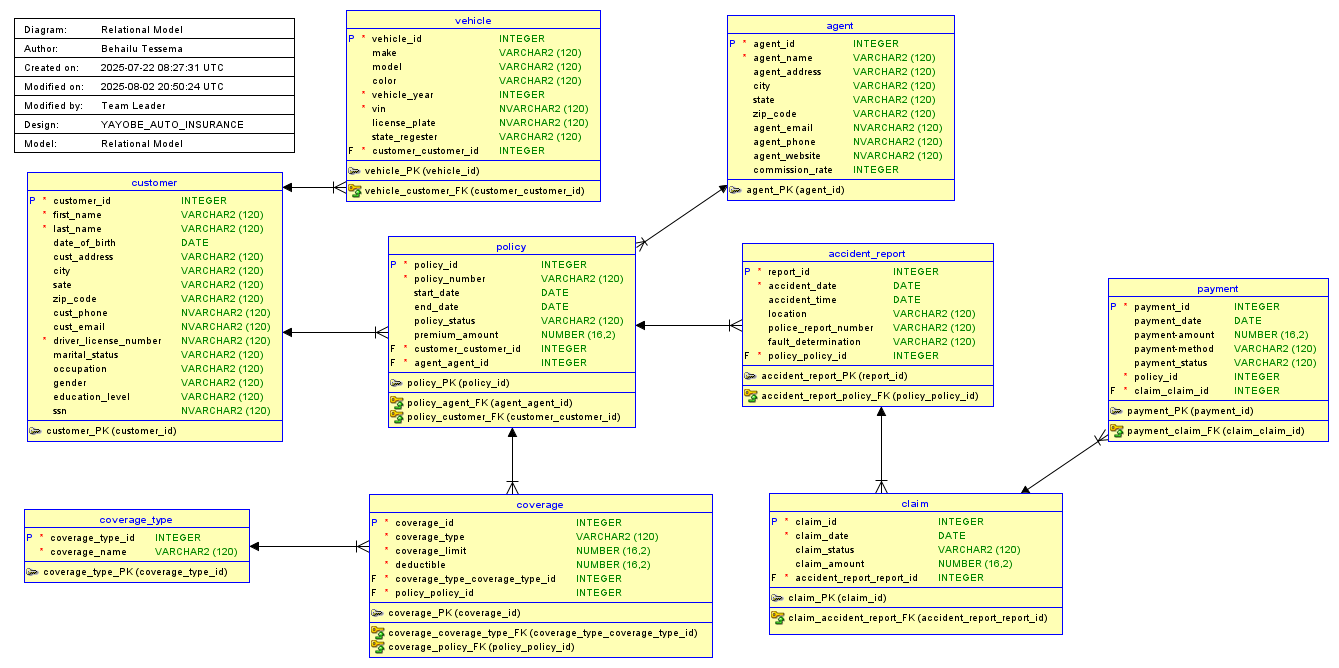 Diagram: Relational Model
Author: Behailu Tessema
Created on: 2025-07-22 08:27:31 UTC
Modified on: 2025-08-02 20:50:24 UTC
Modified by: Team Leader
Design: YAYOBE_AUTO_INSURANCE
Model: Relational Model
vehicle
P * vehicle_id INTEGER
make VARCHAR2 (120)
model VARCHAR2 (120)
color VARCHAR2 (120)
* vehicle_year INTEGER
* vin NVARCHAR2 (120)
license_plate NVARCHAR2 (120)
state_regester VARCHAR2 (120)
F * customer_customer_id INTEGER
vehicle_PK (vehicle_id)
vehicle_customer_FK (customer_customer_id)
agent
P * agent_id INTEGER
* agent_name VARCHAR2 (120)
agent_address VARCHAR2 (120)
city VARCHAR2 (120)
state VARCHAR2 (120)
zip_code VARCHAR2 (120)
agent_email NVARCHAR2 (120)
agent_phone NVARCHAR2 (120)
agent_website NVARCHAR2 (120)
commission_rate INTEGER
agent_PK (agent_id)
customer
P * customer_id INTEGER
* first_name VARCHAR2 (120)
* last_name VARCHAR2 (120)
date_of_birth DATE
cust_address VARCHAR2 (120)
city VARCHAR2 (120)
sate VARCHAR2 (120)
zip_code VARCHAR2 (120)
cust_phone NVARCHAR2 (120)
cust_email NVARCHAR2 (120)
* driver_license_number NVARCHAR2 (120)
marital_status VARCHAR2 (120)
occupation VARCHAR2 (120)
gender VARCHAR2 (120)
education_level VARCHAR2 (120)
ssn NVARCHAR2 (120)
customer_PK (customer_id)
policy
P * policy_id INTEGER
* policy_number VARCHAR2 (120)
start_date DATE
end_date DATE
policy_status VARCHAR2 (120)
premium_amount NUMBER (16,2)
F * customer_customer_id INTEGER
F * agent_agent_id INTEGER
policy_PK (policy_id)
policy_agent_FK (agent_agent_id)
policy_customer_FK (customer_customer_id)
accident_report
P * report_id INTEGER
* accident_date DATE
accident_time DATE
location VARCHAR2 (120)
police_report_number VARCHAR2 (120)
fault_determination VARCHAR2 (120)
F * policy_policy_id INTEGER
accident_report_PK (report_id)
accident_report_policy_FK (policy_policy_id)
payment
P * payment_id INTEGER
payment_date DATE
payment-amount NUMBER (16,2)
payment-method VARCHAR2 (120)
payment_status VARCHAR2 (120)
* policy_id INTEGER
F * claim_claim_id INTEGER
payment_PK (payment_id)
payment_claim_FK (claim_claim_id)
coverage_type
P * coverage_type_id INTEGER
* coverage_name VARCHAR2 (120)
coverage_type_PK (coverage_type_id)
coverage
P * coverage_id INTEGER
* coverage_type VARCHAR2 (120)
* coverage_limit NUMBER (16,2)
* deductible NUMBER (16,2)
F * coverage_type_coverage_type_id INTEGER
F * policy_policy_id INTEGER
coverage_PK (coverage_id)
coverage_coverage_type_FK (coverage_type_coverage_type_id)
coverage_policy_FK (policy_policy_id)
claim
P * claim_id INTEGER
* claim_date DATE
claim_status VARCHAR2 (120)
claim_amount NUMBER (16,2)
F * accident_report_report_id INTEGER
claim_PK (claim_id)
claim_accident_report_FK (accident_report_report_id)